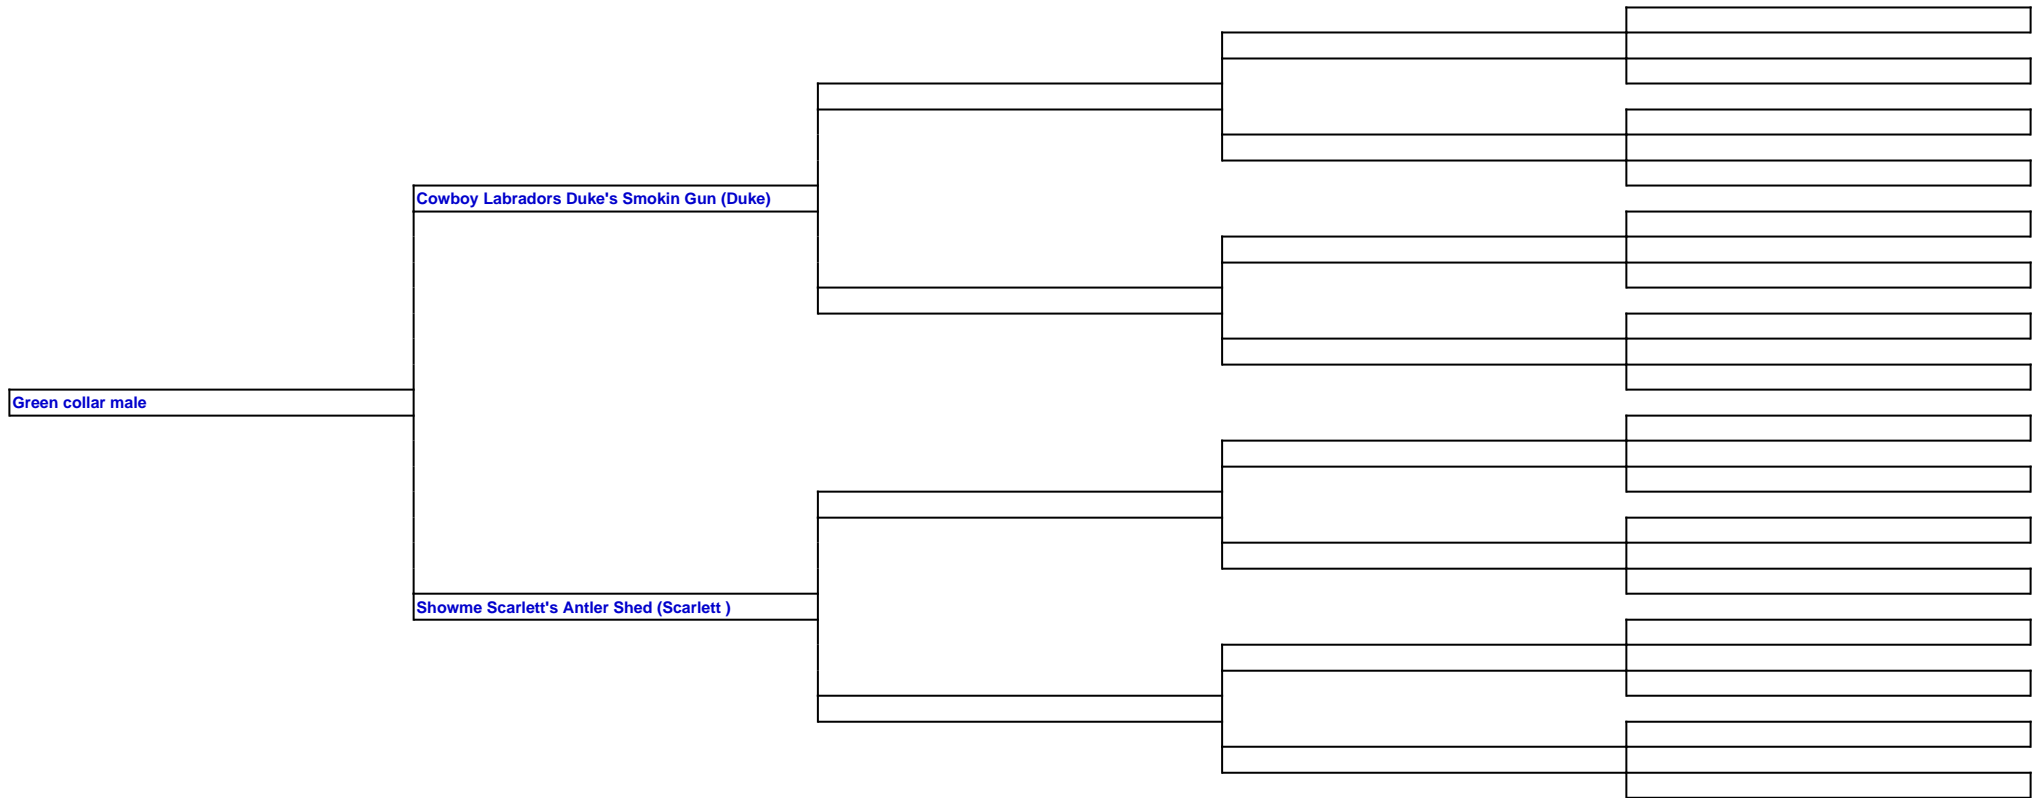 Cowboy Labradors Duke's Smokin Gun (Duke)
Green collar male
Showme Scarlett's Antler Shed (Scarlett )